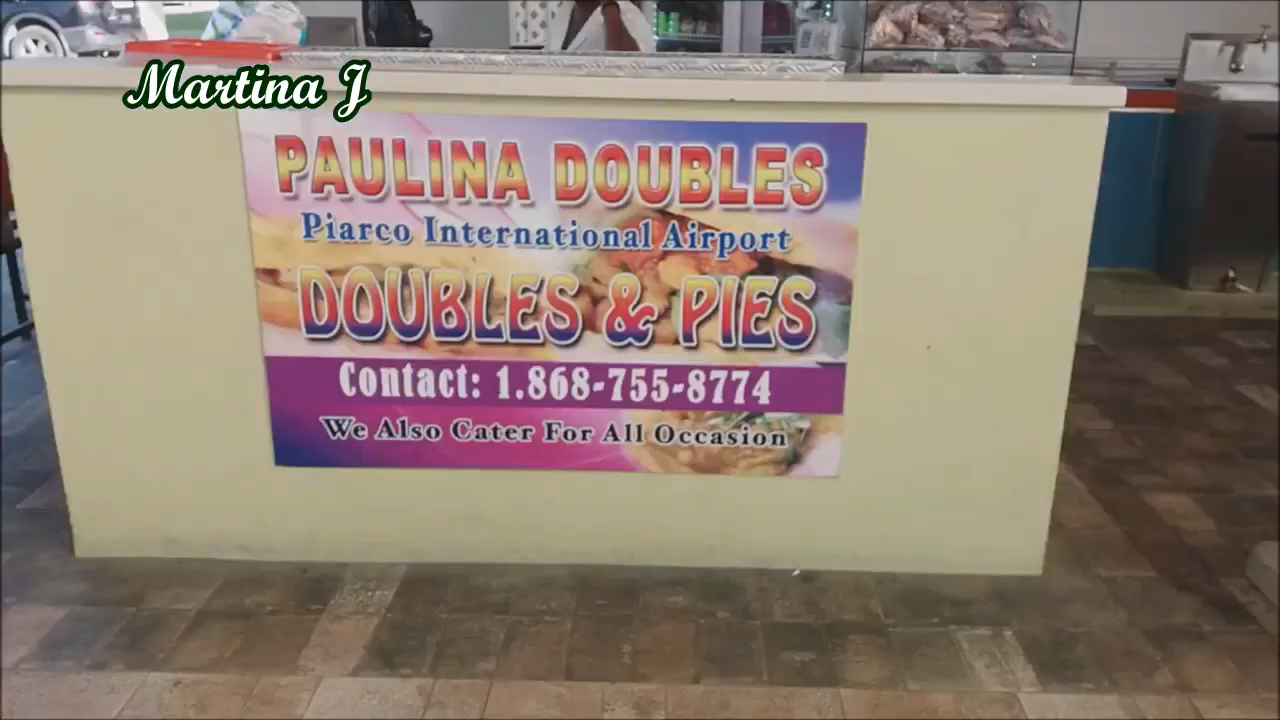 Martina J
PAULINA DOUBLES
Piarco International Airport
DOUBLES & PIES
Contact: 1.868-755-8774
We Also Cater For All Occasion